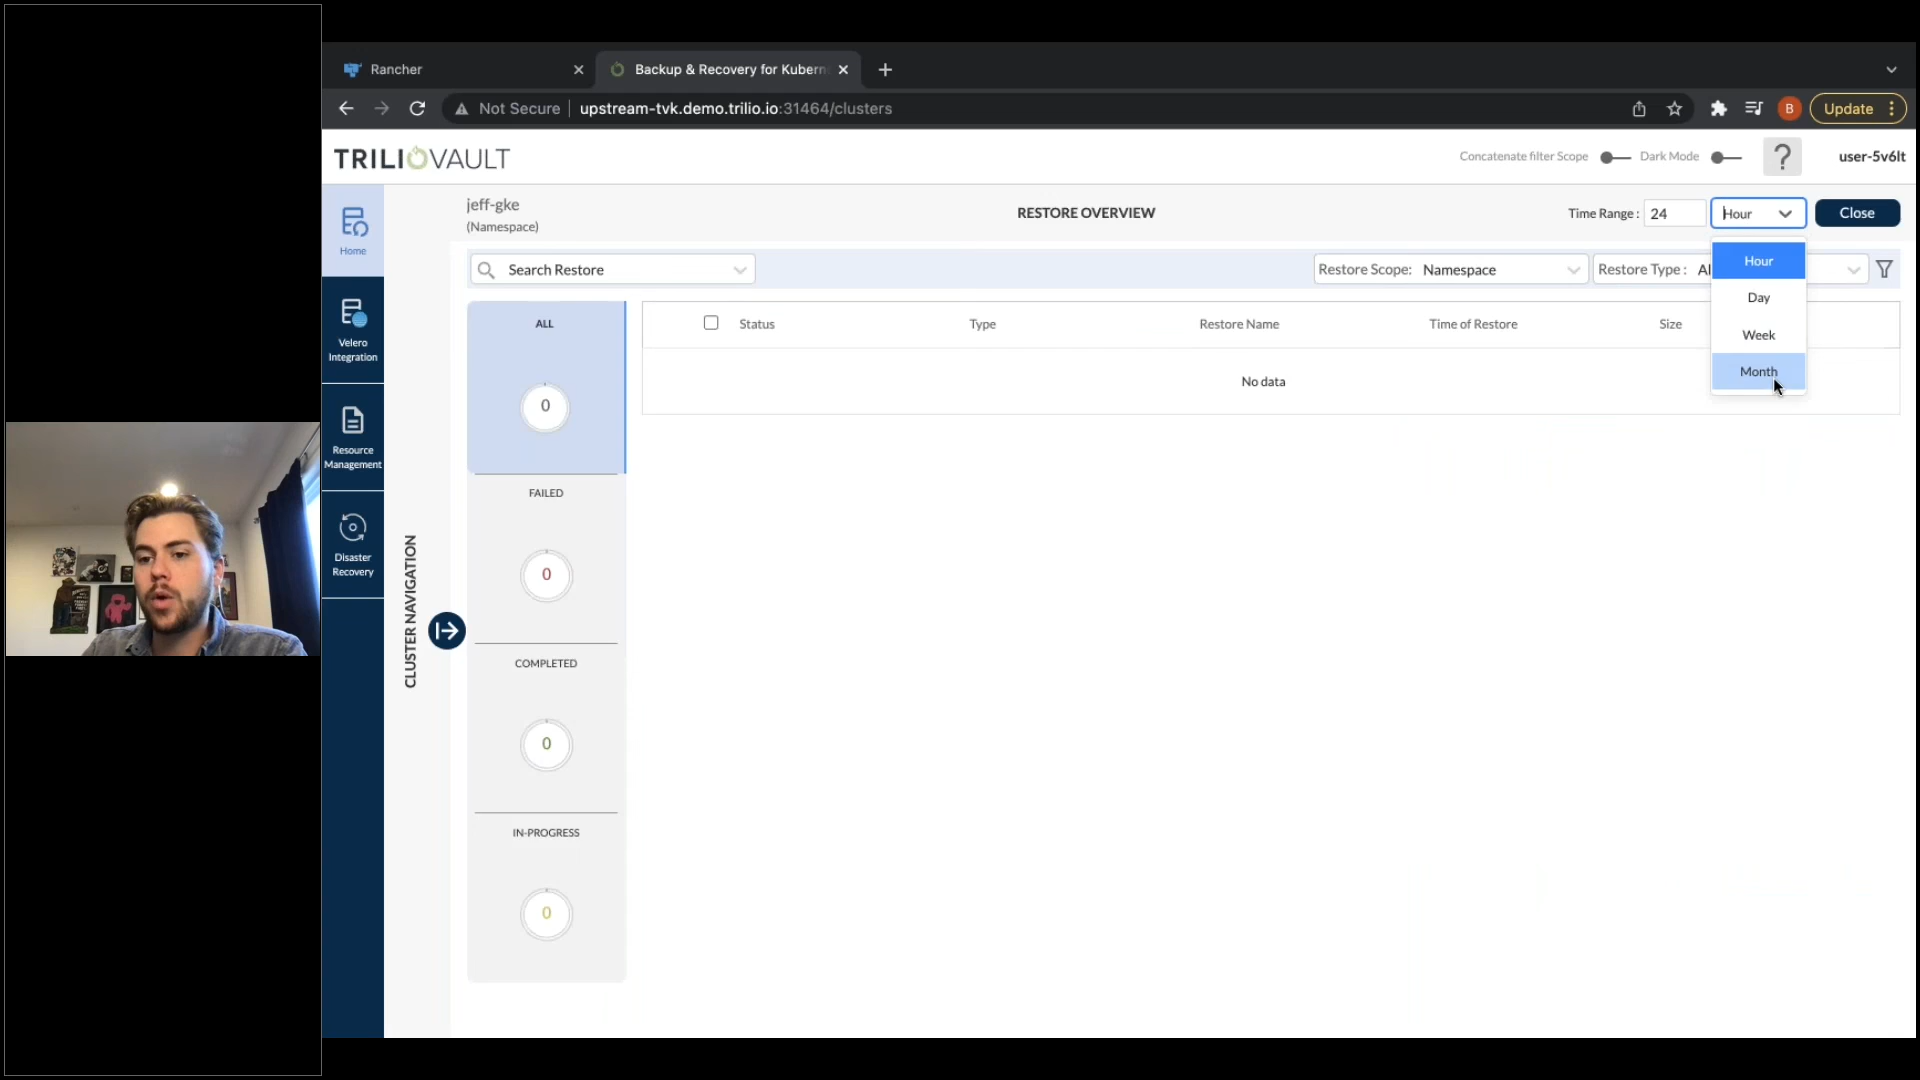 Rancher
Backup & Recovery for Kubern
Not Secure
upstream-tvk.demo.trilio.io:31464/clusters
B
Update
TRILIOVAULT
Concatenate filter Scope
Dark Mode
?
user-5v6lt
Home
Velero
Integration
Resource
Management
Disaster
Recovery
CLUSTER NAVIGATION
jeff-gke
(Namespace)
RESTORE OVERVIEW
Time Range :
24
Hour
Close
Search Restore
Restore Scope: Namespace
Restore Type : Al
Hour
Day
Week
Month
ALL
0
FAILED
0
COMPLETED
0
IN-PROGRESS
0
Status
Type
Restore Name
Time of Restore
Size
No data